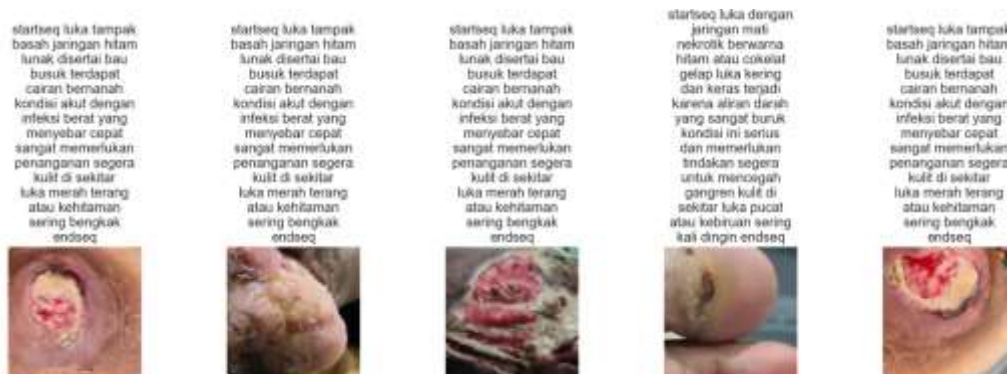 startseq luka tampak
basah jaringan hitam
lunak disertai bau
busuk terdapat
cairan bernanah
kondisi akut dengan
infeksi berat yang
menyebar cepat
sangat memerlukan
penanganan segera
kulit di sekitar
luka merah terang
atau kehitaman
sering bengkak
endseq
startseq luka tampak
basah jaringan hitam
lunak disertai bau
busuk terdapat
cairan bernanah
kondisi akut dengan
infeksi berat yang
menyebar cepat
sangat memerlukan
penanganan segera
kulit di sekitar
luka merah terang
atau kehitaman
sering bengkak
endseq
startseq luka tampak
basah jaringan hitam
lunak disertai bau
busuk terdapat
cairan bernanah
kondisi akut dengan
infeksi berat yang
menyebar cepat
sangat memerlukan
penanganan segera
kulit di sekitar
luka merah terang
atau kehitaman
sering bengkak
endseq
startseq luka dengan
jaringan mati
nekrotik berwarna
hitam atau cokelat
gelap luka kering
dan keras terjadi
karena aliran darah
yang sangat buruk
kondisi ini serius
dan memerlukan
tindakan segera
untuk mencegah
gangren kulit di
sekitar luka pucat
atau kebiruan sering
kali dingin endseq
startseq luka tampak
basah jaringan hitam
lunak disertai bau
busuk terdapat
cairan bernanah
kondisi akut dengan
infeksi berat yang
menyebar cepat
sangat memerlukan
penanganan segera
kulit di sekitar
luka merah terang
atau kehitaman
sering bengkak
endseq